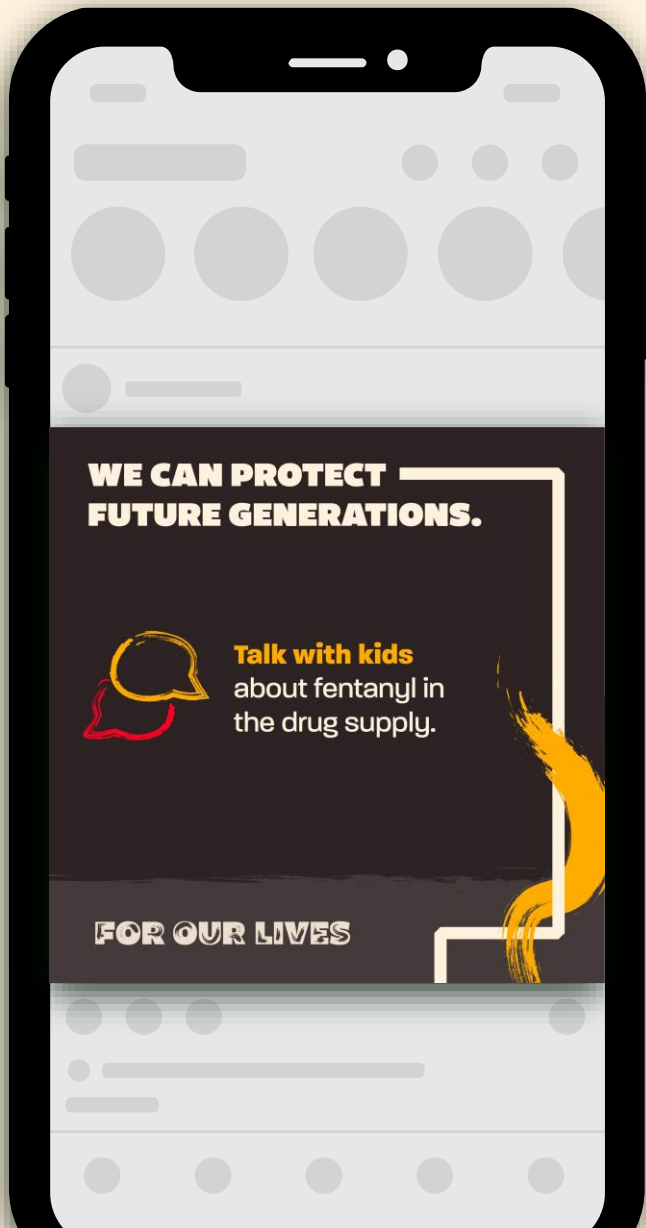 WE CAN PROTECT
FUTURE GENERATIONS.
Talk with kids
about fentanyl in
the drug supply.
FOR OUR LIVES